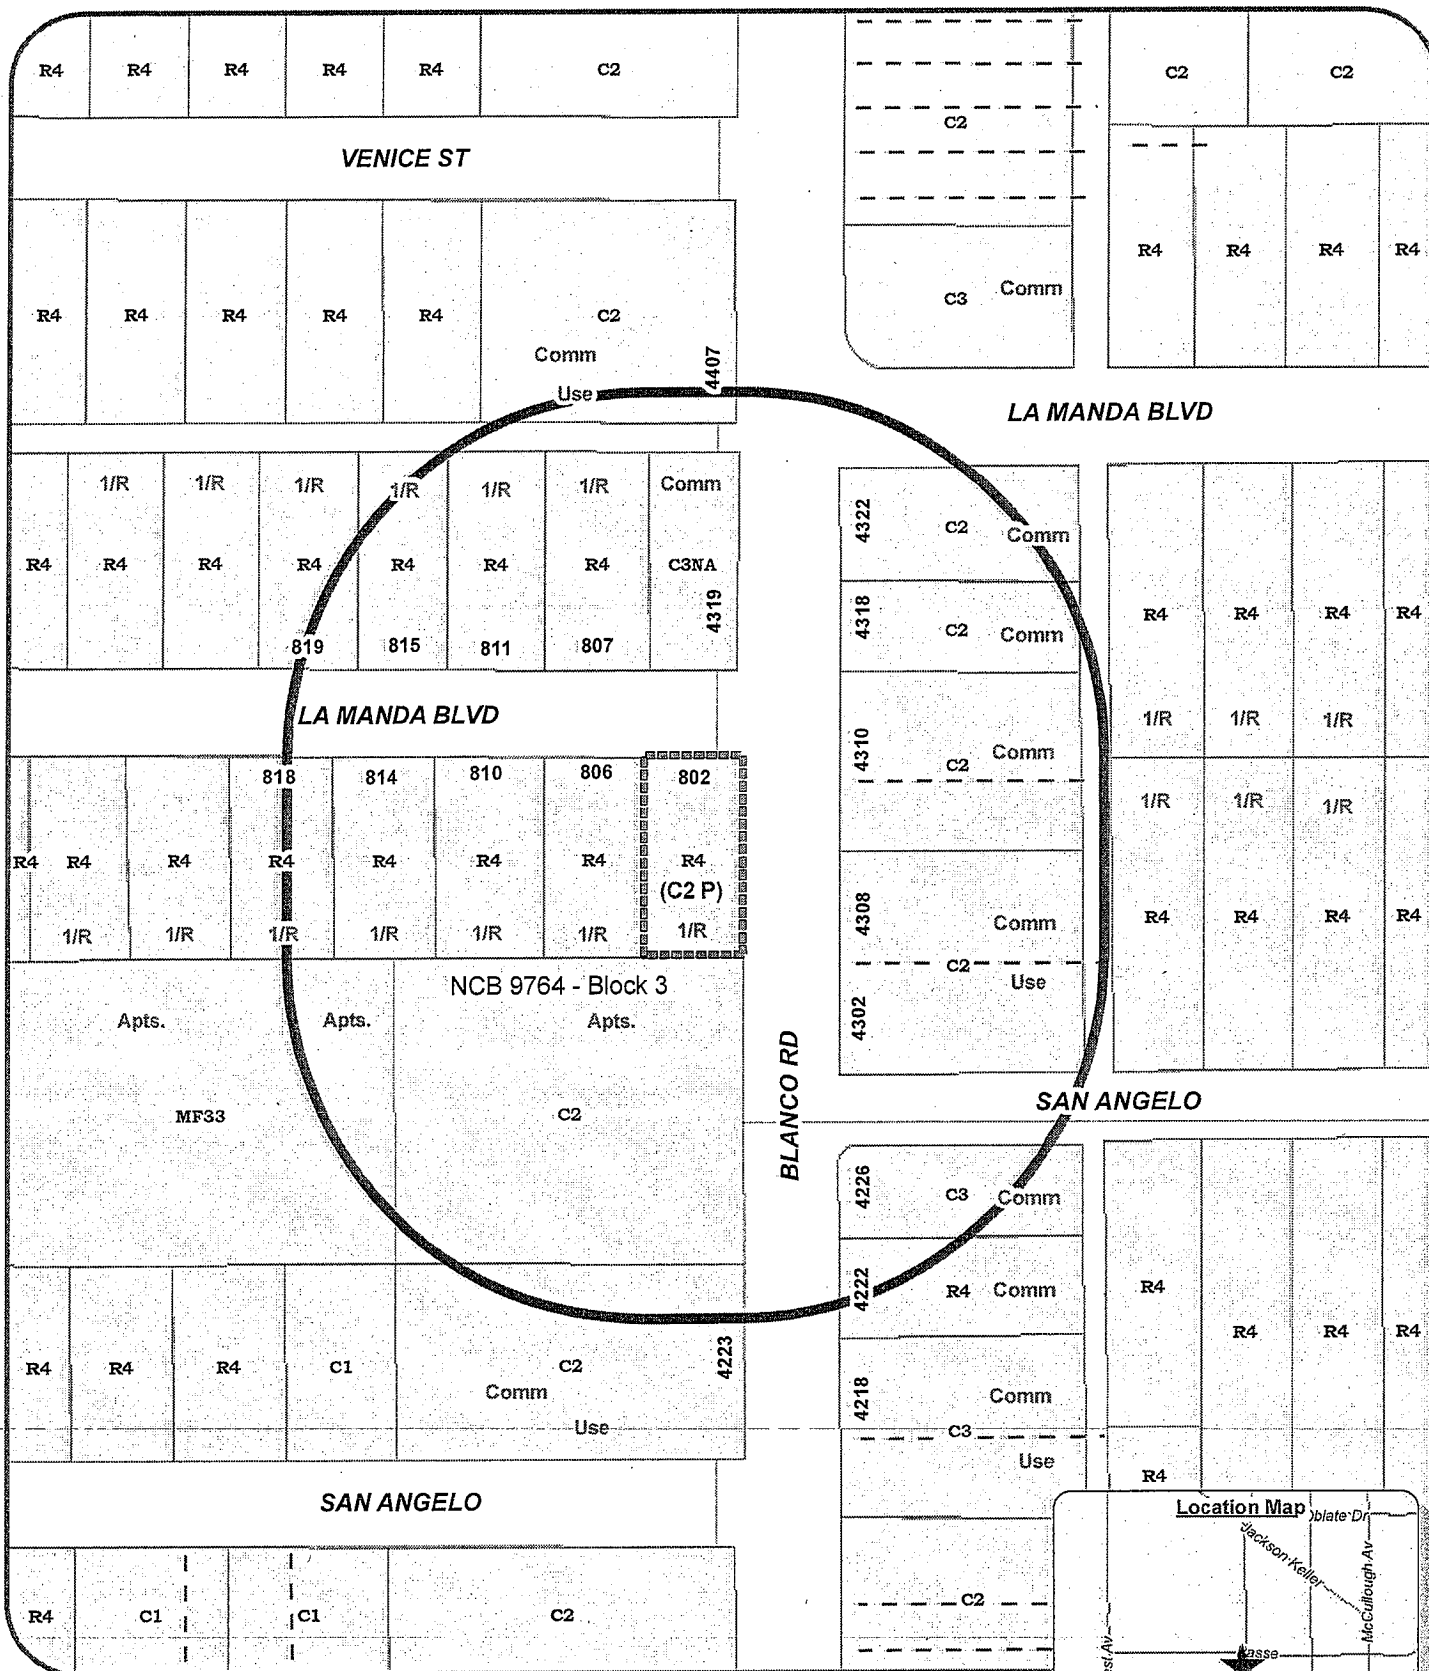 R4 R4 R4 R4 R4 C2 C2 C2 C2
VENICE ST
R4 R4 R4 R4
C3 Comm
R4 R4 R4 R4 R4 C2
Comm
Use
4407
LA MANDA BLVD
1/R 1/R 1/R 1/R 1/R 1/R Comm
R4 R4 R4 R4 R4 R4 R4 C3NA
819 815 811 807 4319
4322 C2 Comm
4318 C2 Comm
R4 R4 R4 R4
LA MANDA BLVD
1/R 1/R 1/R
4310 C2 Comm
818 814 810 806 802
1/R 1/R 1/R
R4 R4 R4 R4 R4 R4 R4 R4
(C2 P)
1/R 1/R 1/R 1/R 1/R 1/R 1/R
4308 Comm
R4 R4 R4 R4
C2
Use
4302
NCB 9764 - Block 3
Apts. Apts. Apts.
BLANCO RD
SAN ANGELO
MF33 C2
4226 C3 Comm
4222 R4 Comm
R4
R4 R4 R4
R4 R4 R4 C1 C2
Comm
Use
4223
4218 Comm
C3
Use
R4
SAN ANGELO
R4 C1 C1 C2
C2
Location Map
Jackson-Keller
McCullough Av